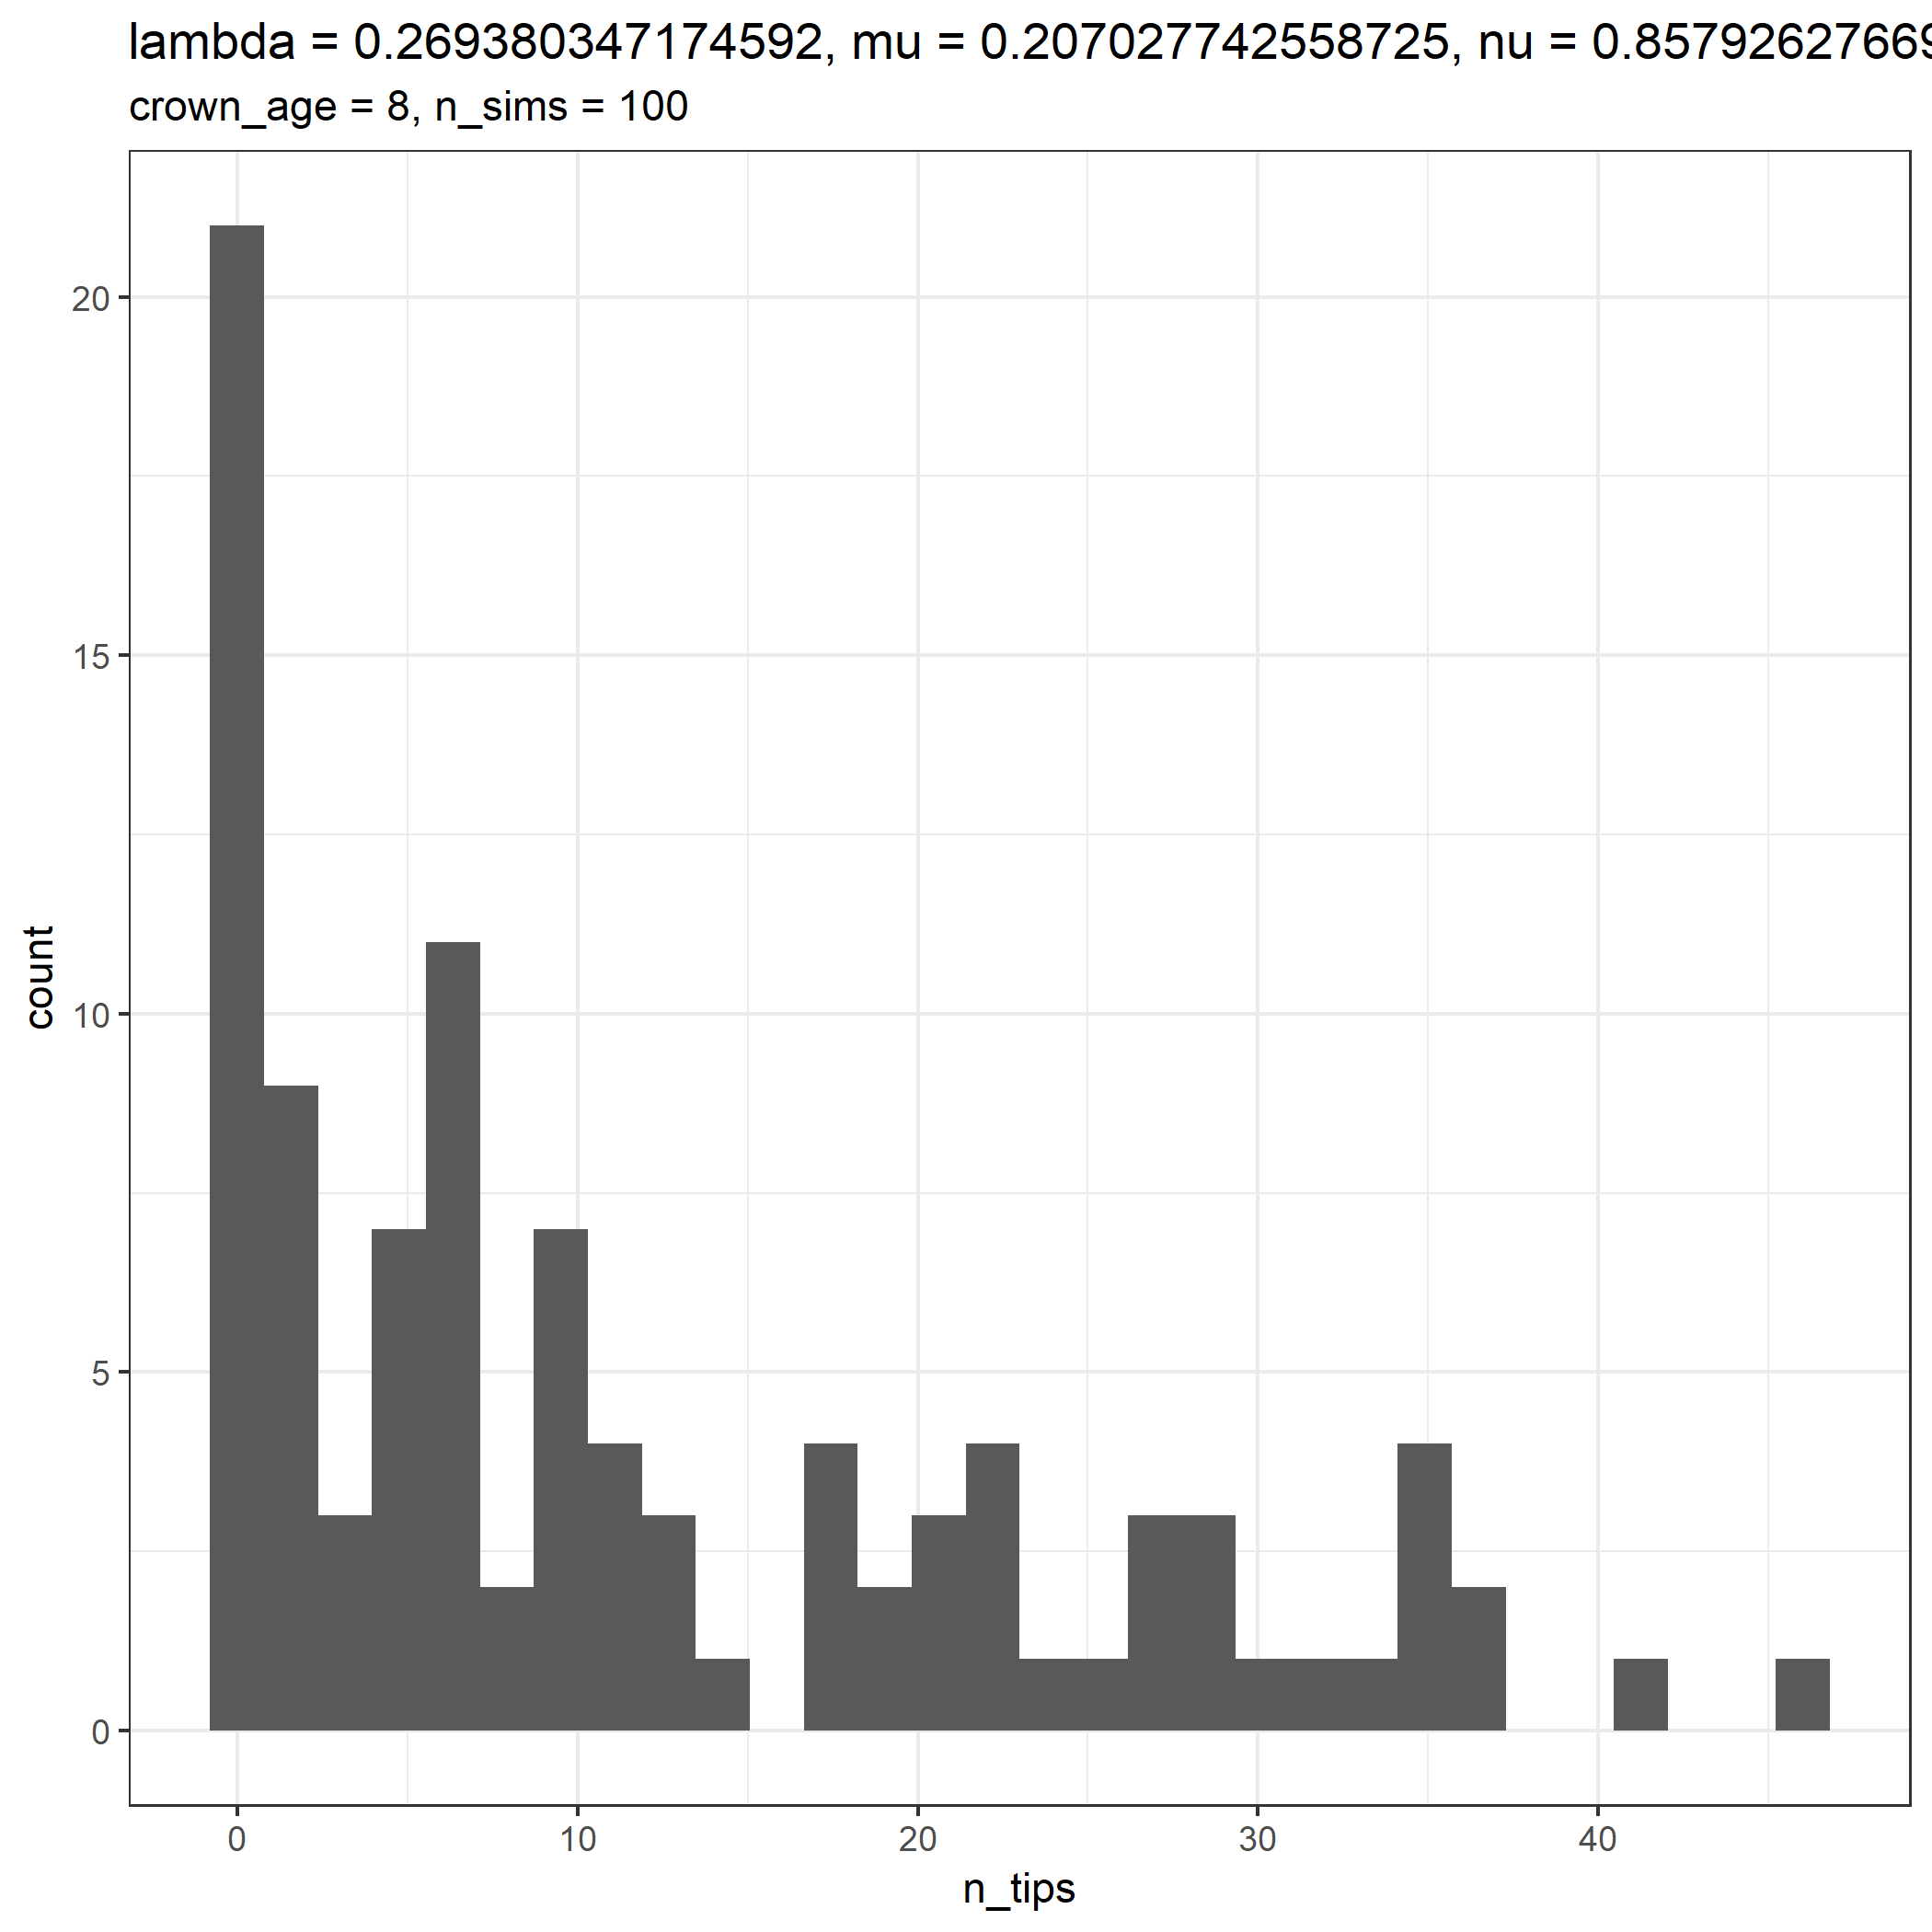 lambda = 0.269380347174592, mu = 0.207027742558725, nu = 0.85792627669
crown_age = 8, n_sims = 100
20
15
10
5
0
count
0 10 20 30 40
n_tips